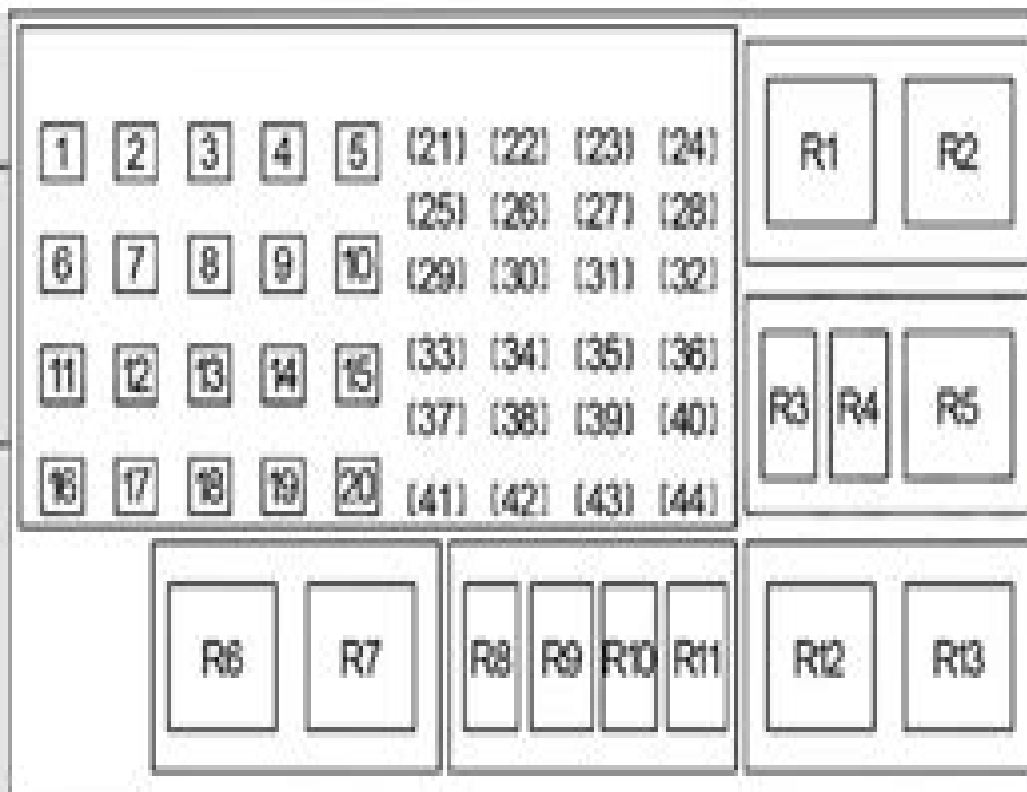 1 2 3 4 5 (21) (22) (23) (24)
(25) (26) (27) (28)
6 7 8 9 10 (29) (30) (31) (32)
11 12 13 14 15 (33) (34) (35) (36)
(37) (38) (39) (40)
16 17 18 19 20 (41) (42) (43) (44)
R1 R2
R3 R4 R5
R6 R7 R8 R9 R10 R11 R12 R13